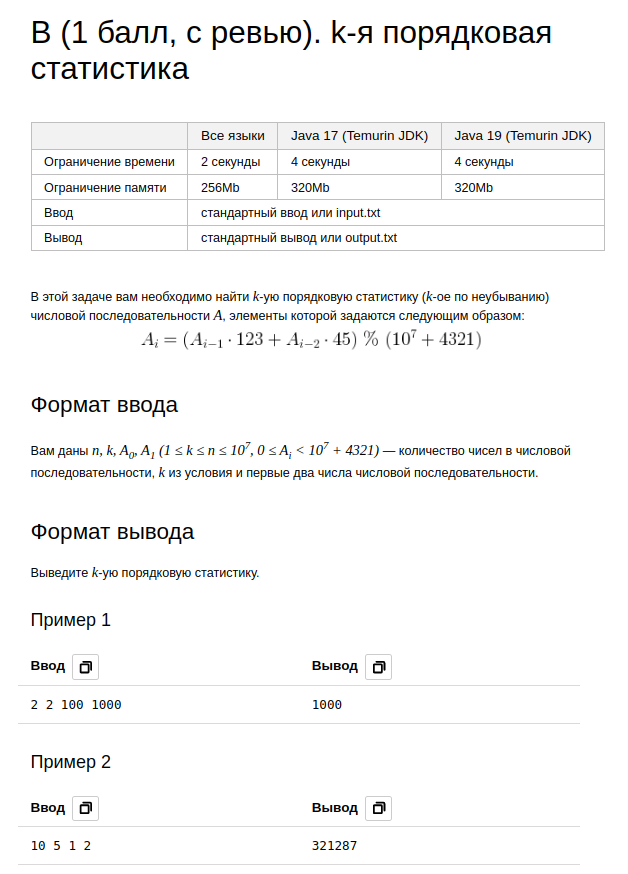 B (1 балл, с ревью). k-я порядковая
статистика
Все языки Java 17 (Temurin JDK) Java 19 (Temurin JDK)
Ограничение времени 2 секунды 4 секунды 4 секунды
Ограничение памяти 256Mb 320Mb 320Mb
Ввод стандартный ввод или input.txt
Вывод стандартный вывод или output.txt
В этой задаче вам необходимо найти k-ую порядковую статистику (k-ое по неубыванию)
числовой последовательности A, элементы которой задаются следующим образом:
A_i = (A_{i−1} · 123 + A_{i−2} · 45) % (10^7 + 4321)
Формат ввода
Вам даны n, k, A_0, A_1 (1 ≤ k ≤ n ≤ 10^7, 0 ≤ A_i < 10^7 + 4321) — количество чисел в числовой
последовательности, k из условия и первые два числа числовой последовательности.
Формат вывода
Выведите k-ую порядковую статистику.
Пример 1
Ввод Вывод
2 2 100 1000 1000
Пример 2
Ввод Вывод
10 5 1 2 321287